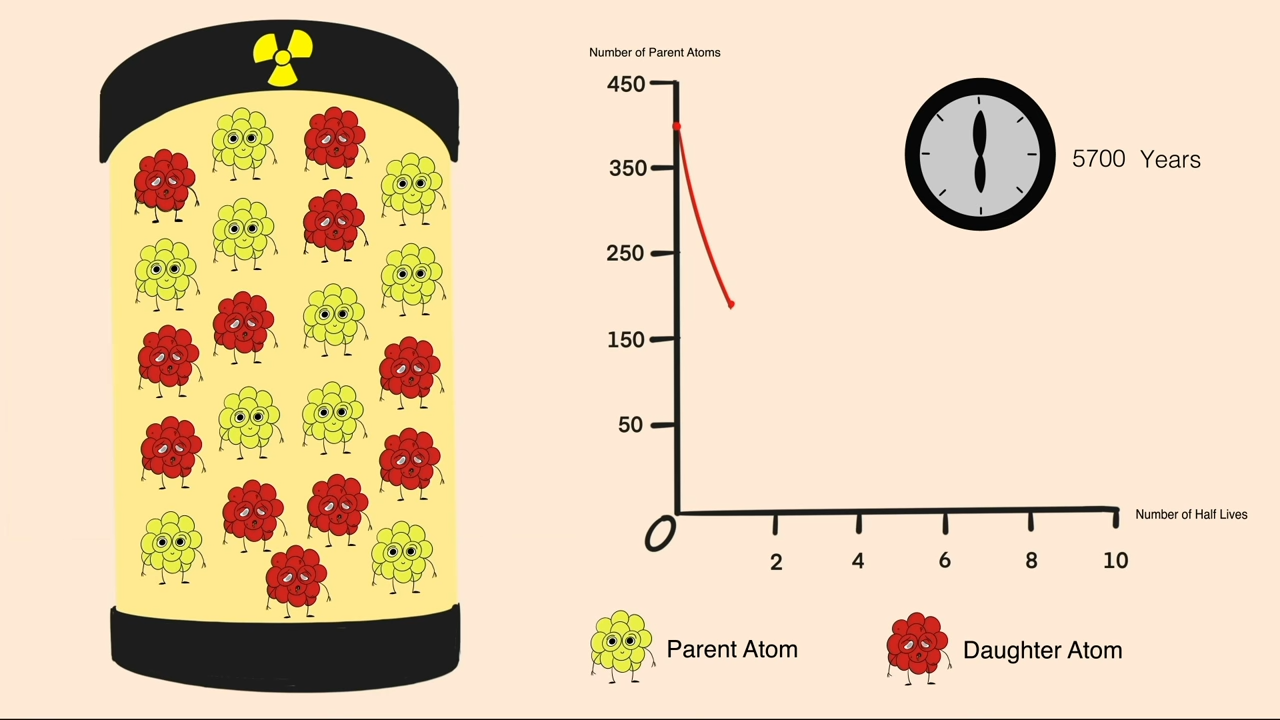 Number of Parent Atoms
450
350
250
150
50
0
2 4 6 8 10
Number of Half Lives
5700 Years
Parent Atom
Daughter Atom